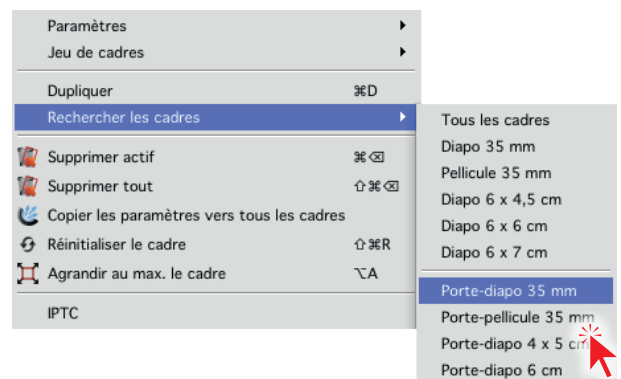 Paramètres
Jeu de cadres
Dupliquer ⌘D
Rechercher les cadres
Supprimer actif ⌘⌫
Supprimer tout ⇧⌘⌫
Copier les paramètres vers tous les cadres
Réinitialiser le cadre ⇧⌘R
Agrandir au max. le cadre ⌥A
IPTC
Tous les cadres
Diapo 35 mm
Pellicule 35 mm
Diapo 6 x 4,5 cm
Diapo 6 x 6 cm
Diapo 6 x 7 cm
Porte-diapo 35 mm
Porte-pellicule 35 mm
Porte-diapo 4 x 5 cm
Porte-diapo 6 cm